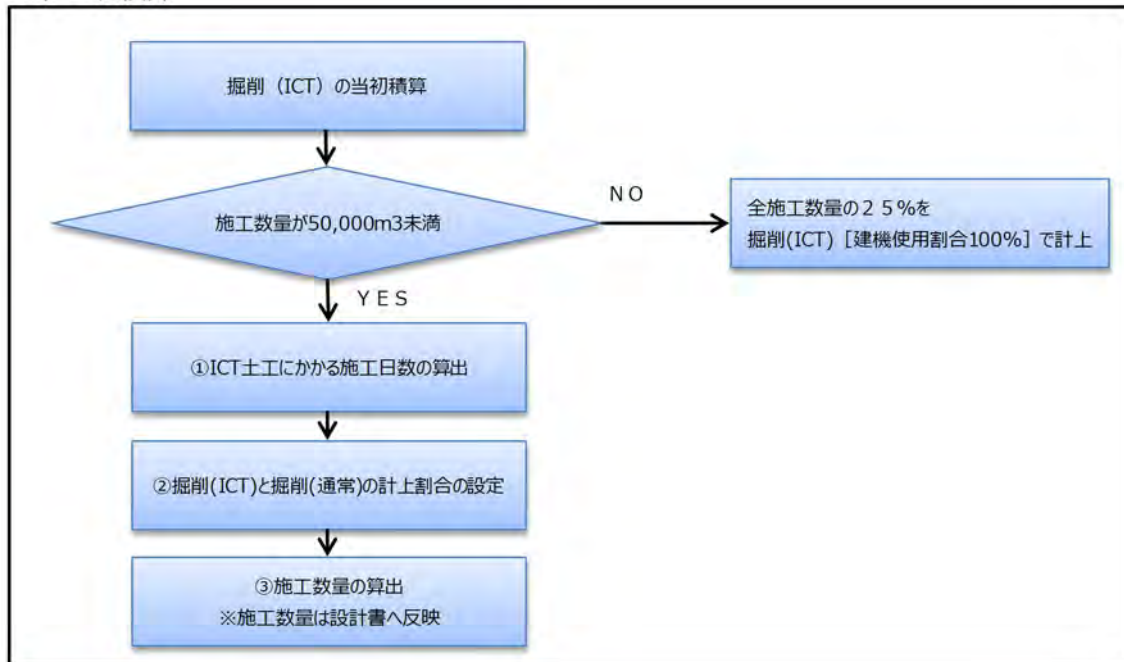 掘削（ICT）の当初積算
施工数量が50,000m3未満
ＮＯ
全施工数量の２５％を
掘削(ICT)［建機使用割合100%］で計上
ＹＥＳ
①ICT土工にかかる施工日数の算出
②掘削(ICT)と掘削(通常)の計上割合の設定
③施工数量の算出
※施工数量は設計書へ反映